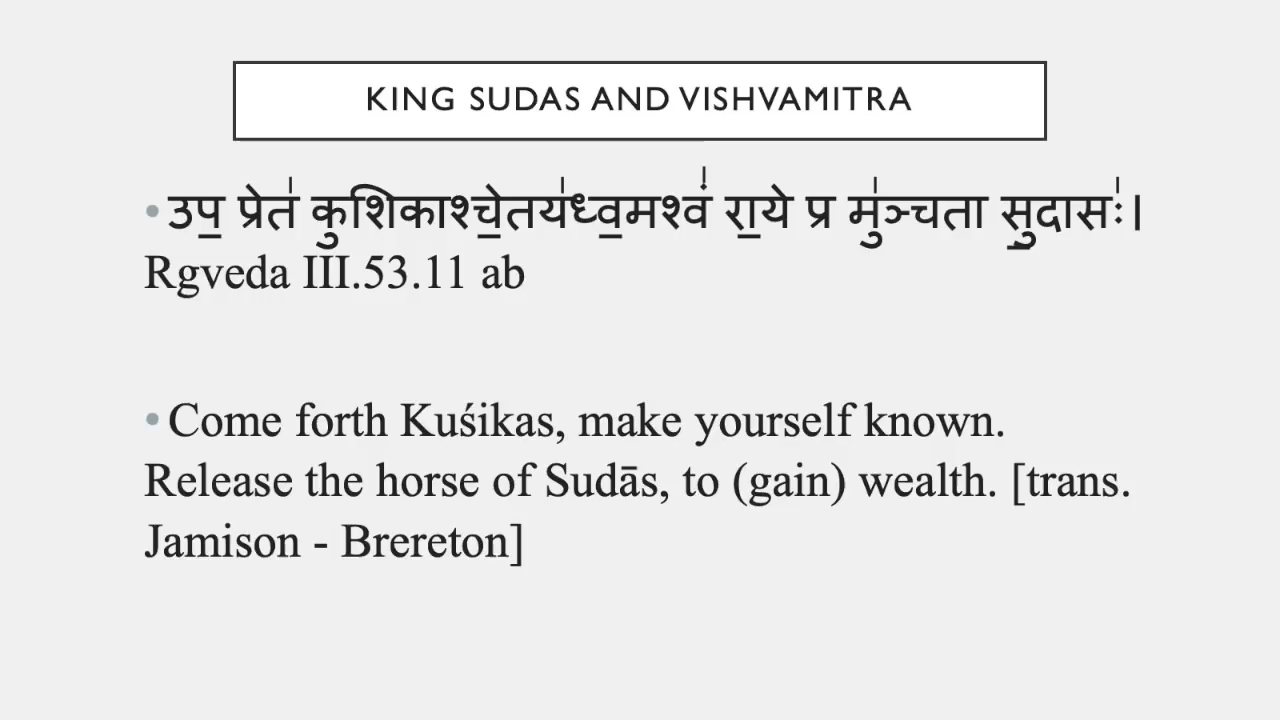 KING SUDAS AND VISHVAMITRA
•उप॒ प्रेत॑ कुशिकाश्चे॒तय॑ध्व॒मश्वं॑ रा॒ये प्र मुं॑ञ्चता सु॒दासः॑।
Rgveda III.53.11 ab
•Come forth Kuśikas, make yourself known.
Release the horse of Sudās, to (gain) wealth. [trans.
Jamison - Brereton]